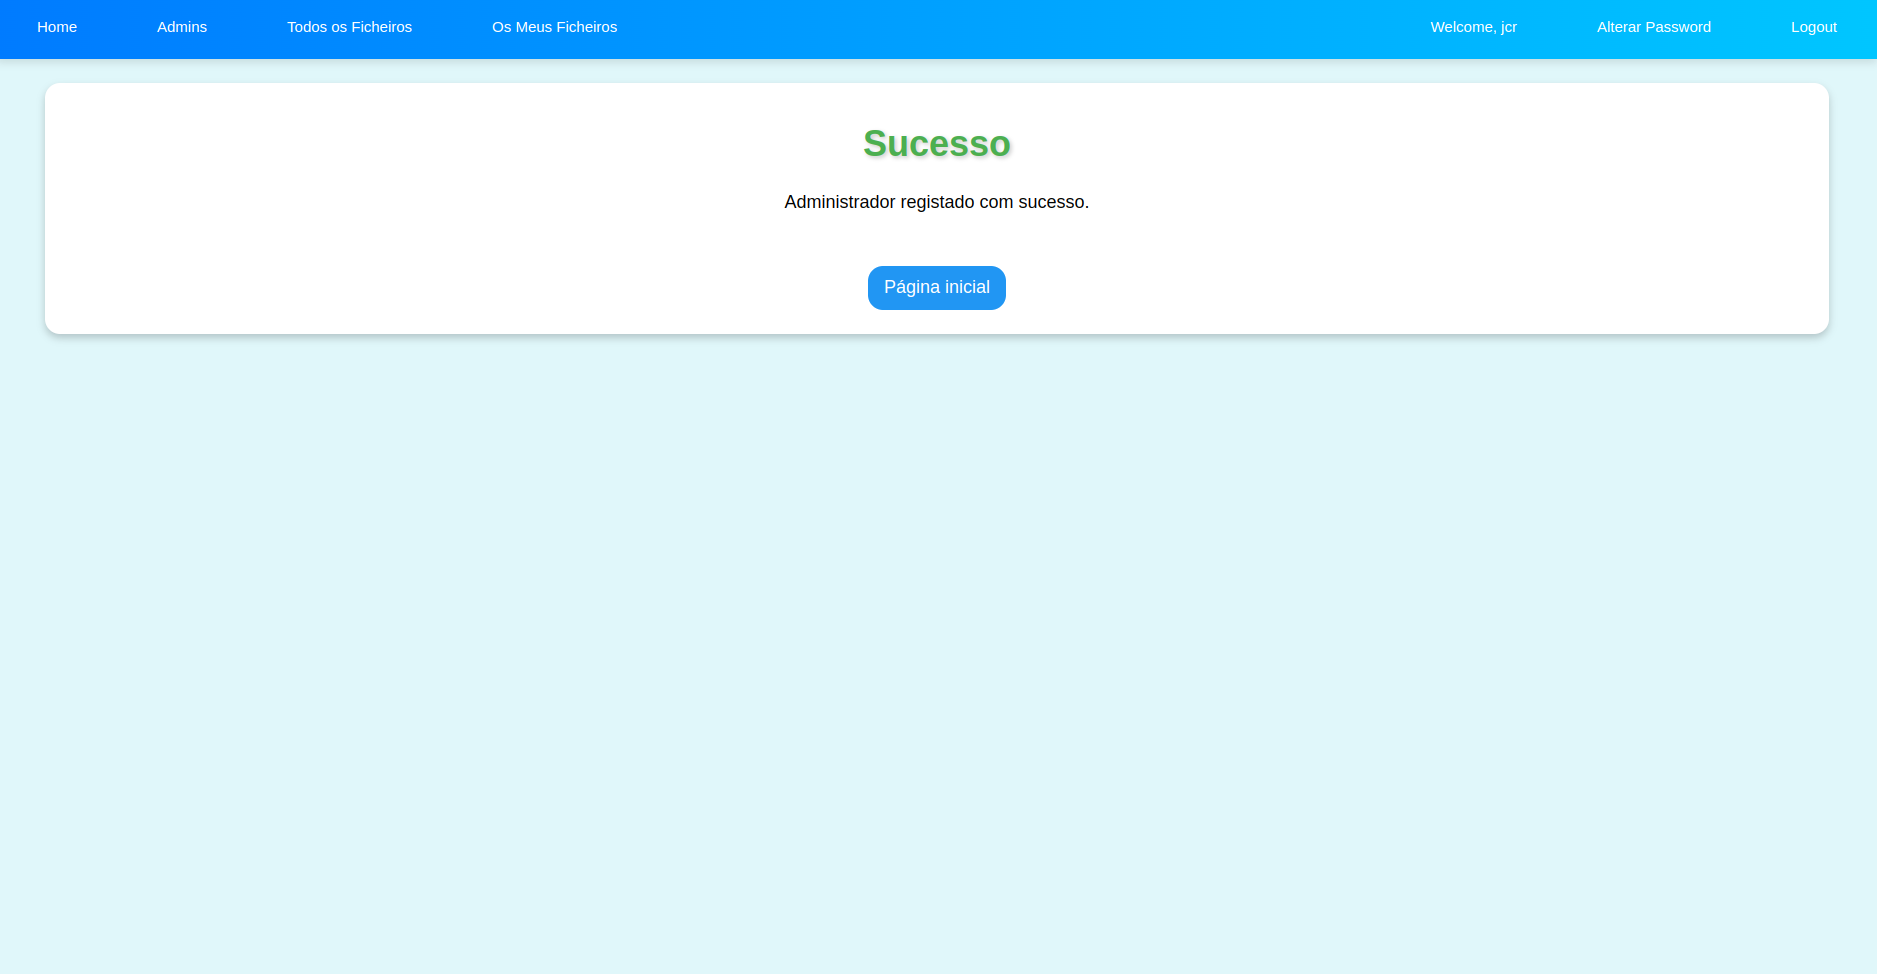 Home Admins Todos os Ficheiros Os Meus Ficheiros Welcome, jcr Alterar Password Logout
Sucesso
Administrador registado com sucesso.
Página inicial